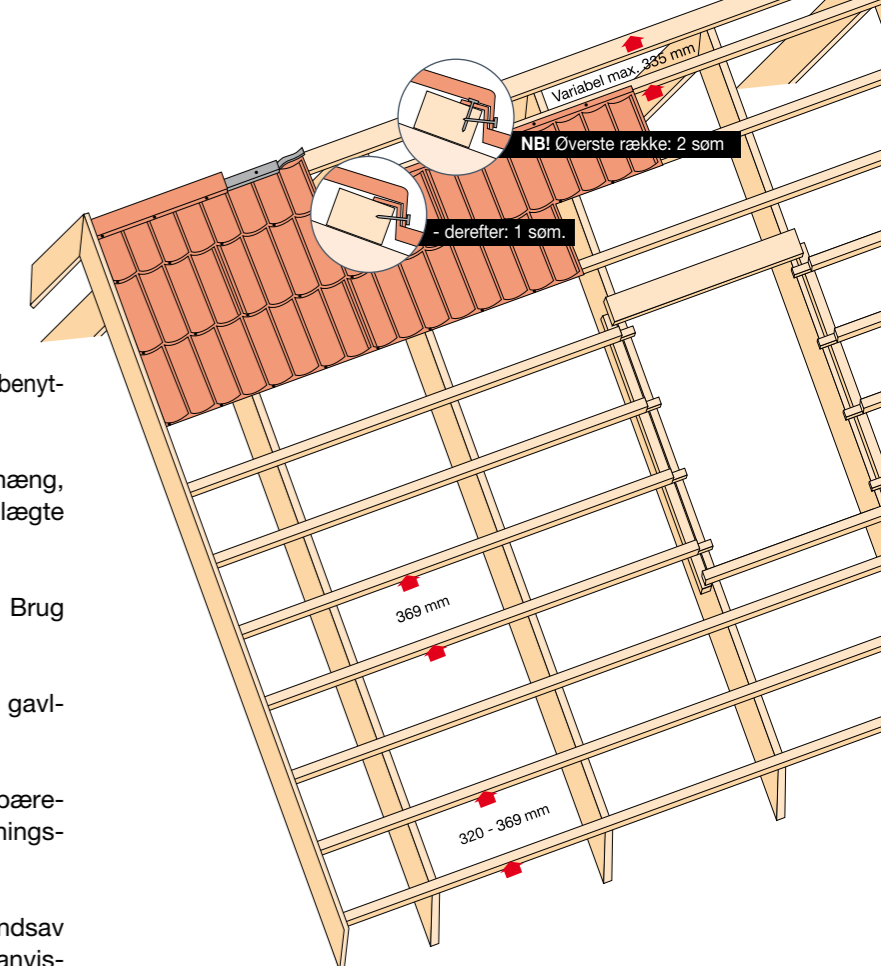 Variabel max. 335 mm
NB! Øverste række: 2 søm
- derefter: 1 søm.
benyt-
hæng,
lægte
369 mm
Brug
gavl-
bære-
nings-
320 - 369 mm
ndsav
anvis-